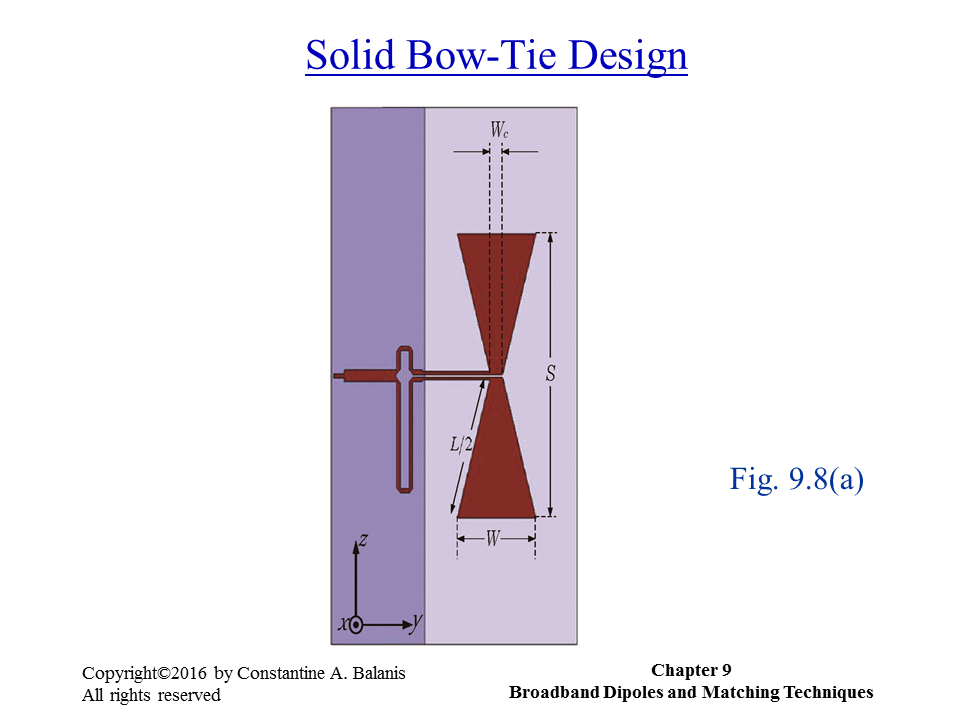 Solid Bow-Tie Design
Wc
S
L/2
Fig. 9.8(a)
W
z
x
y
Copyright©2016 by Constantine A. Balanis
All rights reserved
Chapter 9
Broadband Dipoles and Matching Techniques